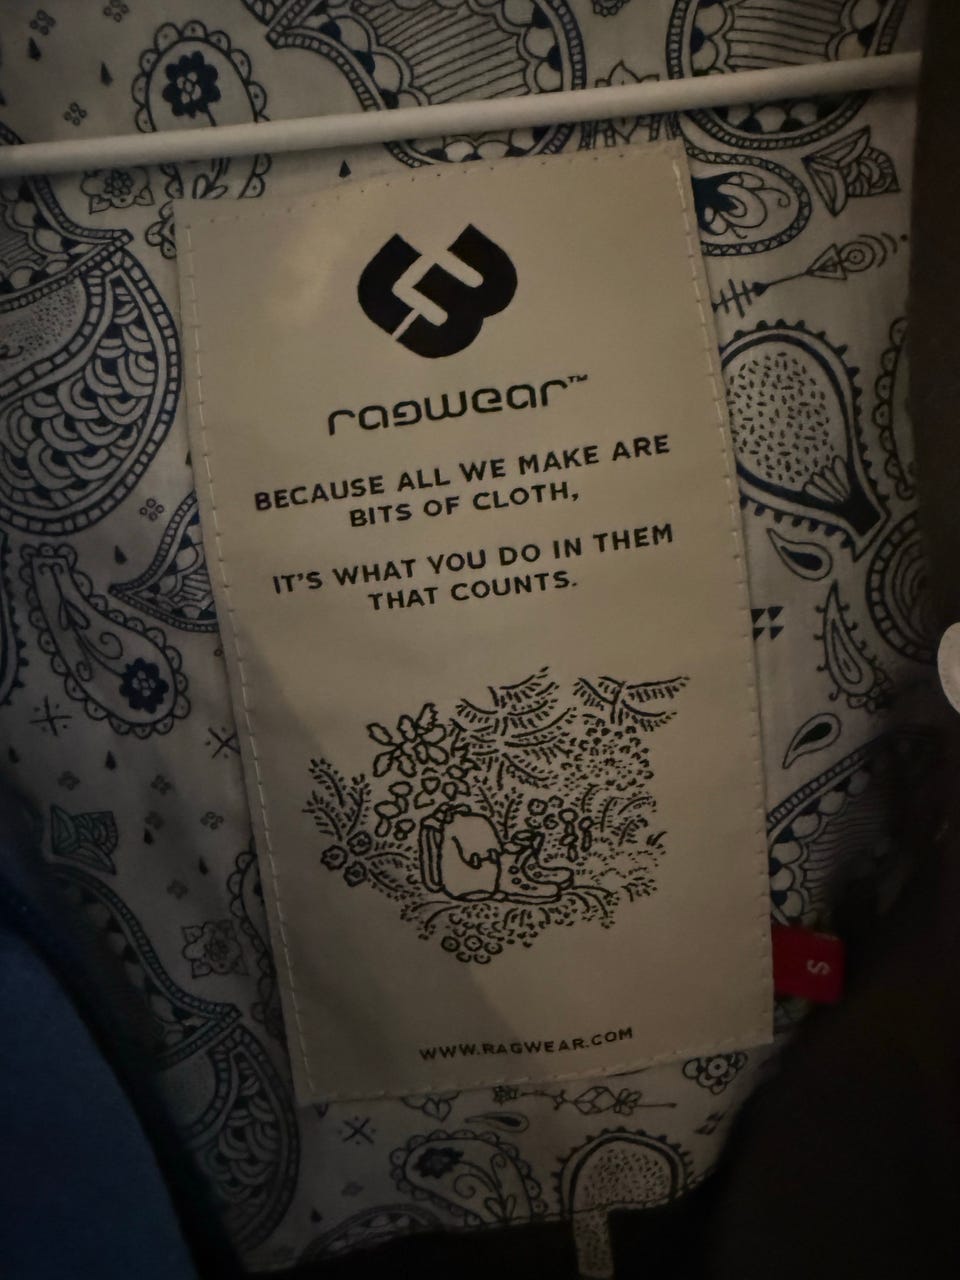 ragwear™
BECAUSE ALL WE MAKE ARE
BITS OF CLOTH,
IT'S WHAT YOU DO IN THEM
THAT COUNTS.
S
WWW.RAGWEAR.COM